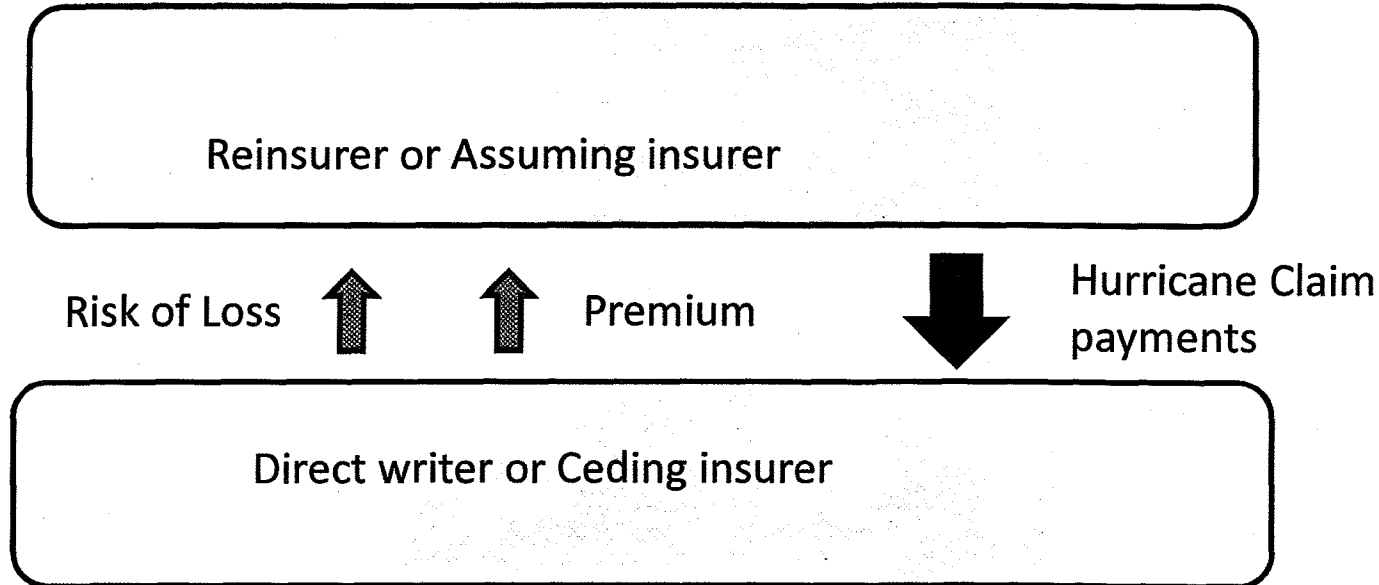 Reinsurer or Assuming insurer
Risk of Loss
Premium
Hurricane Claim
payments
Direct writer or Ceding insurer